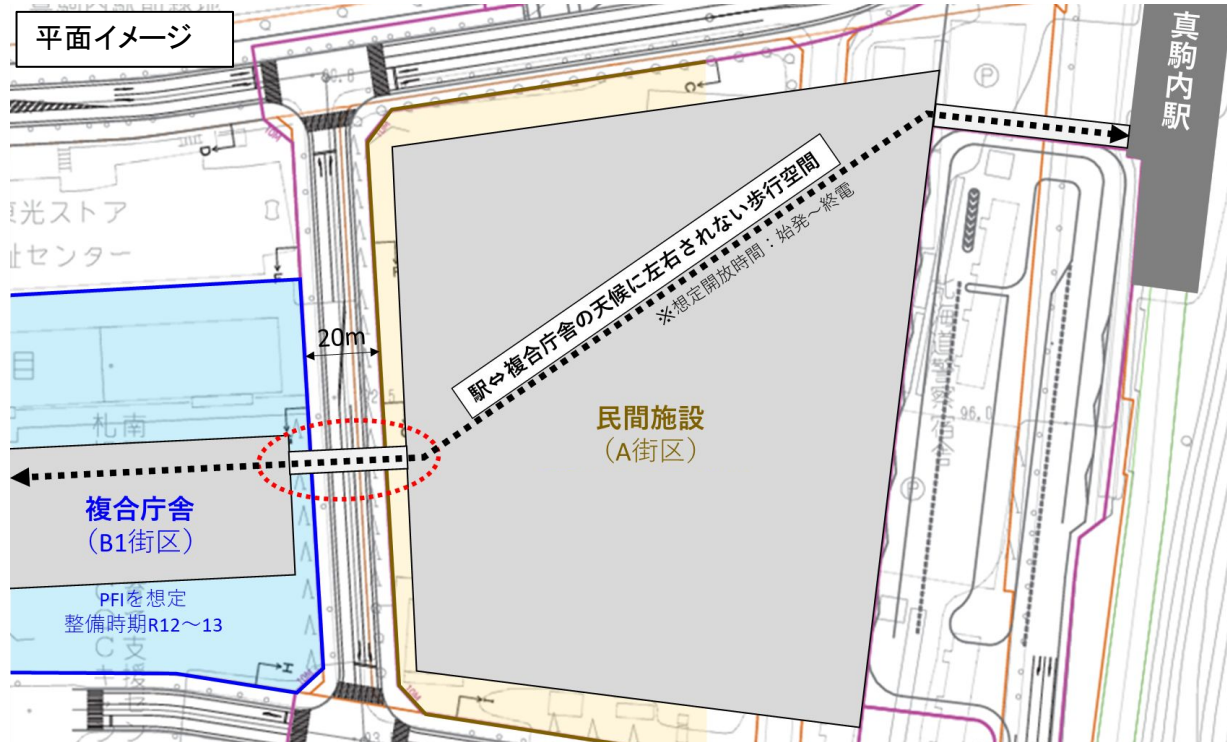 平面イメージ
真駒内駅
駅⇔複合庁舎の天候に左右されない歩行空間
※想定開放時間：始発～終電
20m
民間施設
（A街区）
複合庁舎
（B1街区）
PFIを想定
整備時期R12～13
光ストア
センター
96.0
P
P